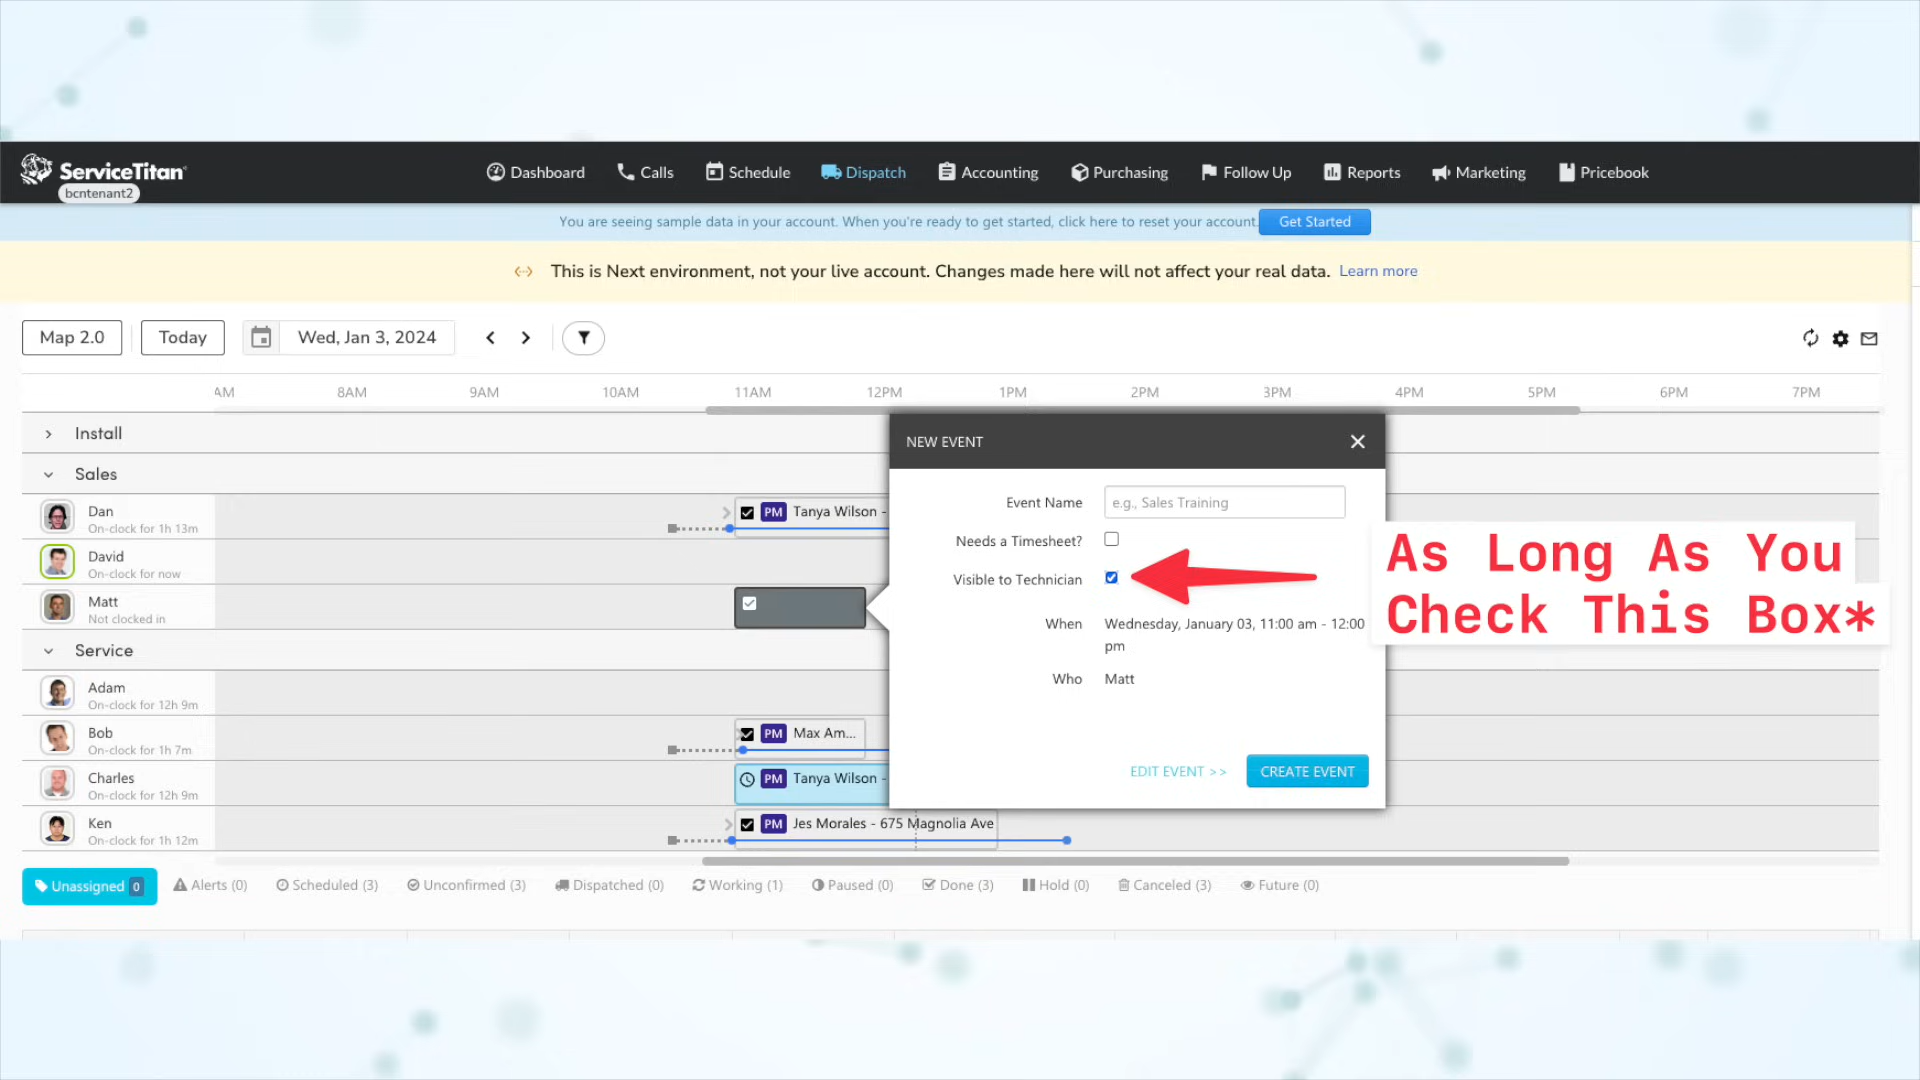 ServiceTitan
bcntenant2
Dashboard Calls Schedule Dispatch Accounting Purchasing Follow Up Reports Marketing Pricebook
You are seeing sample data in your account. When you're ready to get started, click here to reset your account. Get Started
This is Next environment, not your live account. Changes made here will not affect your real data. Learn more
Map 2.0 Today Wed, Jan 3, 2024
AM 8AM 9AM 10AM 11AM 12PM 1PM 2PM 3PM 4PM 5PM 6PM 7PM
Install
Sales
Dan
On-clock for 1h 13m
PM Tanya Wilson -
David
On-clock for now
Matt
Not clocked in
Service
Adam
On-clock for 12h 9m
Bob
On-clock for 1h 7m
PM Max Am...
Charles
On-clock for 12h 9m
PM Tanya Wilson -
Ken
On-clock for 1h 12m
PM Jes Morales - 675 Magnolia Ave
NEW EVENT
Event Name e.g., Sales Training
Needs a Timesheet?
Visible to Technician
When Wednesday, January 03, 11:00 am - 12:00
pm
Who Matt
EDIT EVENT >> CREATE EVENT
As Long As You
Check This Box*
Unassigned 0 Alerts (0) Scheduled (3) Unconfirmed (3) Dispatched (0) Working (1) Paused (0) Done (3) Hold (0) Canceled (3) Future (0)